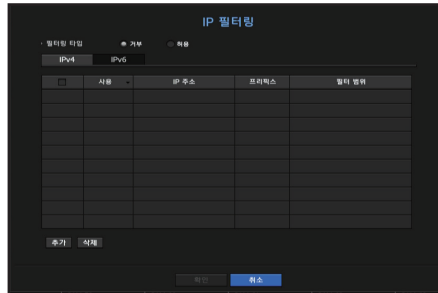 IP 필터링
· 필터링 타입 거부 허용
IPv4 IPv6
사용 IP 주소 프리픽스 필터 범위
추가 삭제
확인 취소